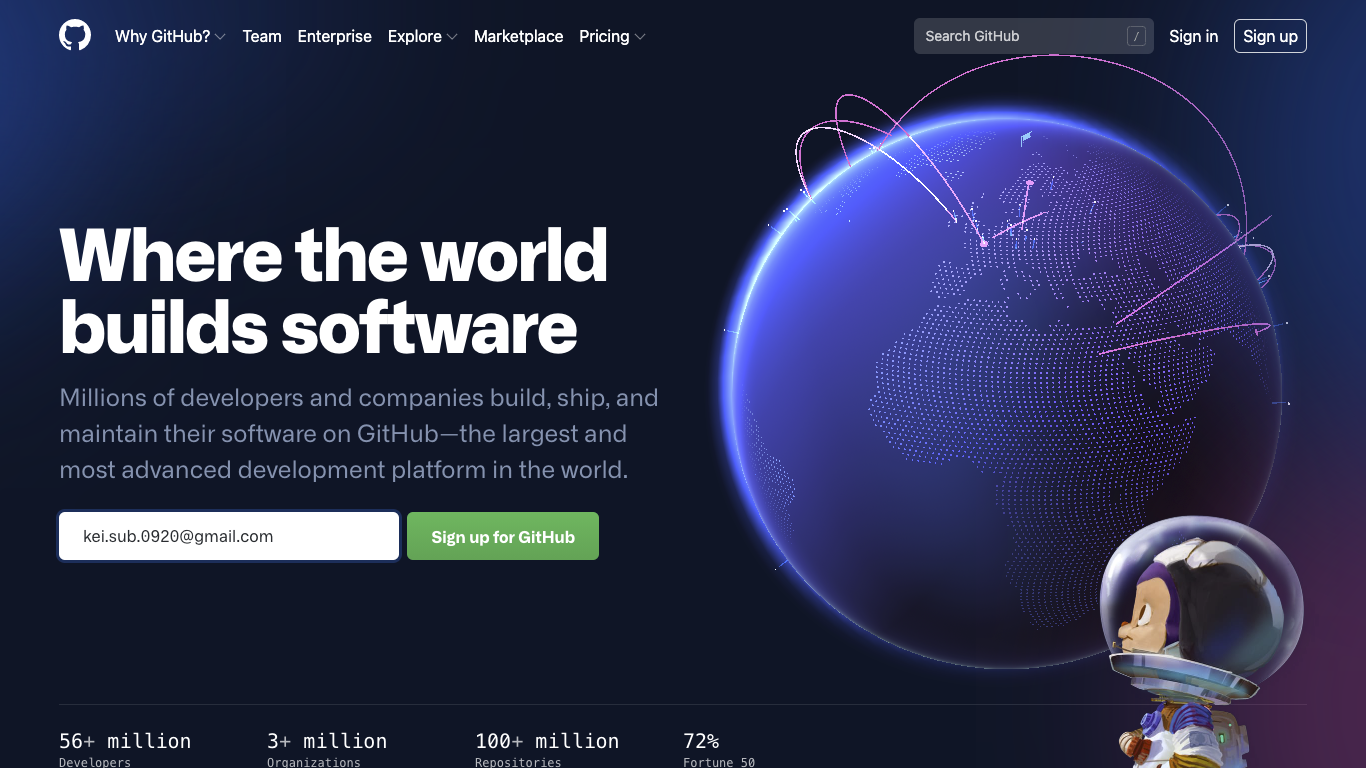 Why GitHub? Team Enterprise Explore Marketplace Pricing
Search GitHub /
Sign in
Sign up
Where the world
builds software
Millions of developers and companies build, ship, and
maintain their software on GitHub—the largest and
most advanced development platform in the world.
kei.sub.0920@gmail.com
Sign up for GitHub
56+ million
Developers
3+ million
Organizations
100+ million
Repositories
72%
Fortune 50